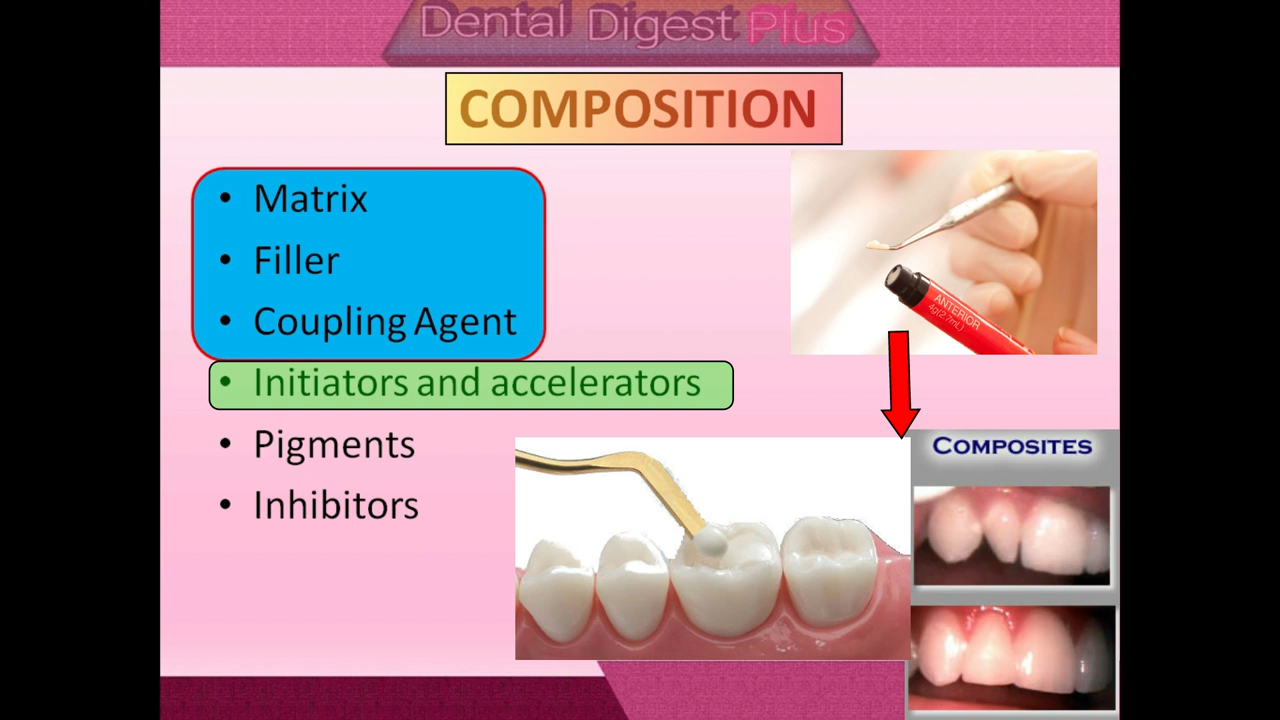 Dental Digest Plus
COMPOSITION
• Matrix
• Filler
• Coupling Agent
• Initiators and accelerators
• Pigments
• Inhibitors
ANTERIOR
4g(2.7mL)
COMPOSITES